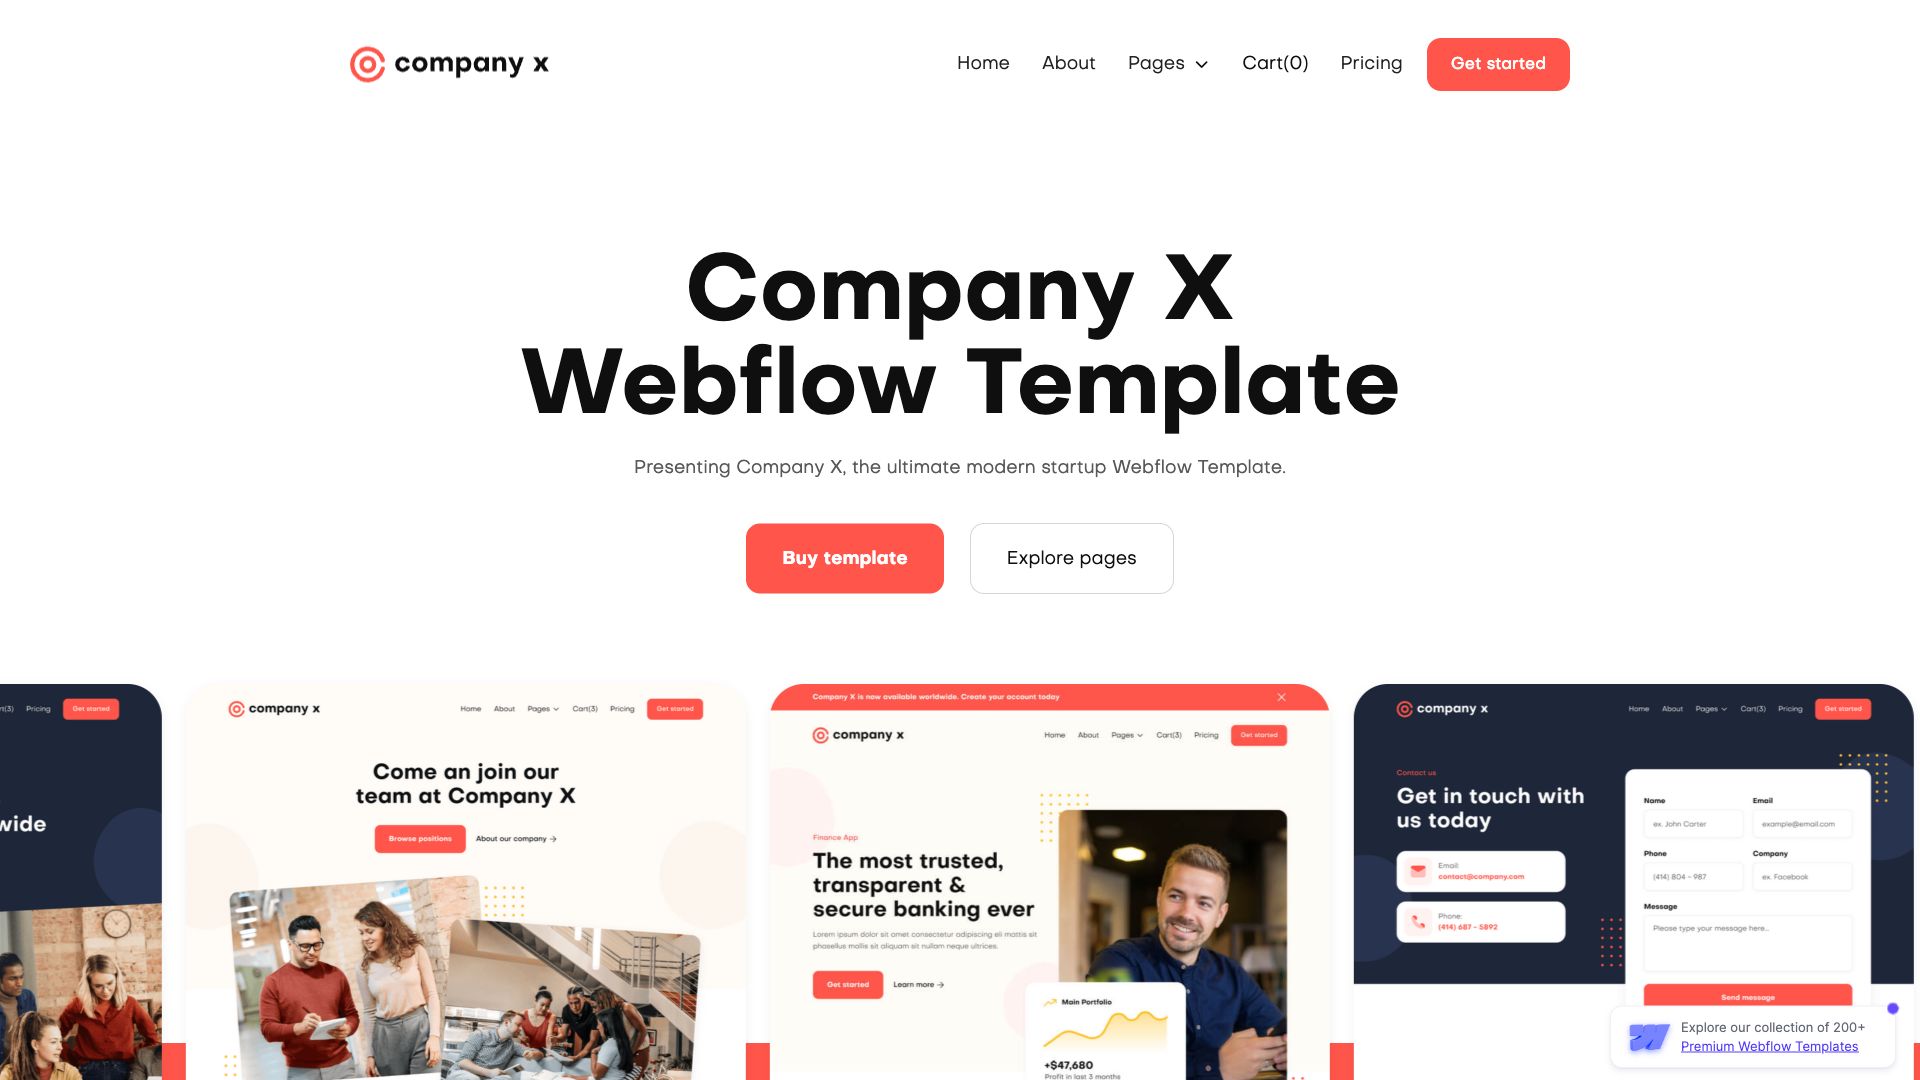 company x
Home
About
Pages
Cart(0)
Pricing
Get started
Company X
Webflow Template
Presenting Company X, the ultimate modern startup Webflow Template.
Buy template
Explore pages
Pricing
Get started
company x
Home
About
Pages
Cart(3)
Pricing
Get started
Come an join our
team at Company X
Browse positions
About our company
Company X is now available worldwide. Create your account today
company x
Home
About
Pages
Cart(3)
Pricing
Get started
Finance App
The most trusted,
transparent &
secure banking ever
Lorem ipsum dolor sit amet consectetur adipiscing eli mattis sit
phasellus mollis sit aliquam sit nullam neque ultrices.
Get started
Learn more
Main Portfolio
+$47,680
Profit in last 3 months
company x
Home
About
Pages
Cart(3)
Pricing
Get started
Contact us
Get in touch with
us today
Email:
contact@company.com
Phone:
(414) 687 - 5892
Name
Email
ex. John Carter
example@email.com
Phone
Company
(414) 804 - 987
ex. Facebook
Message
Please type your message here...
Send message
Explore our collection of 200+
Premium Webflow Templates